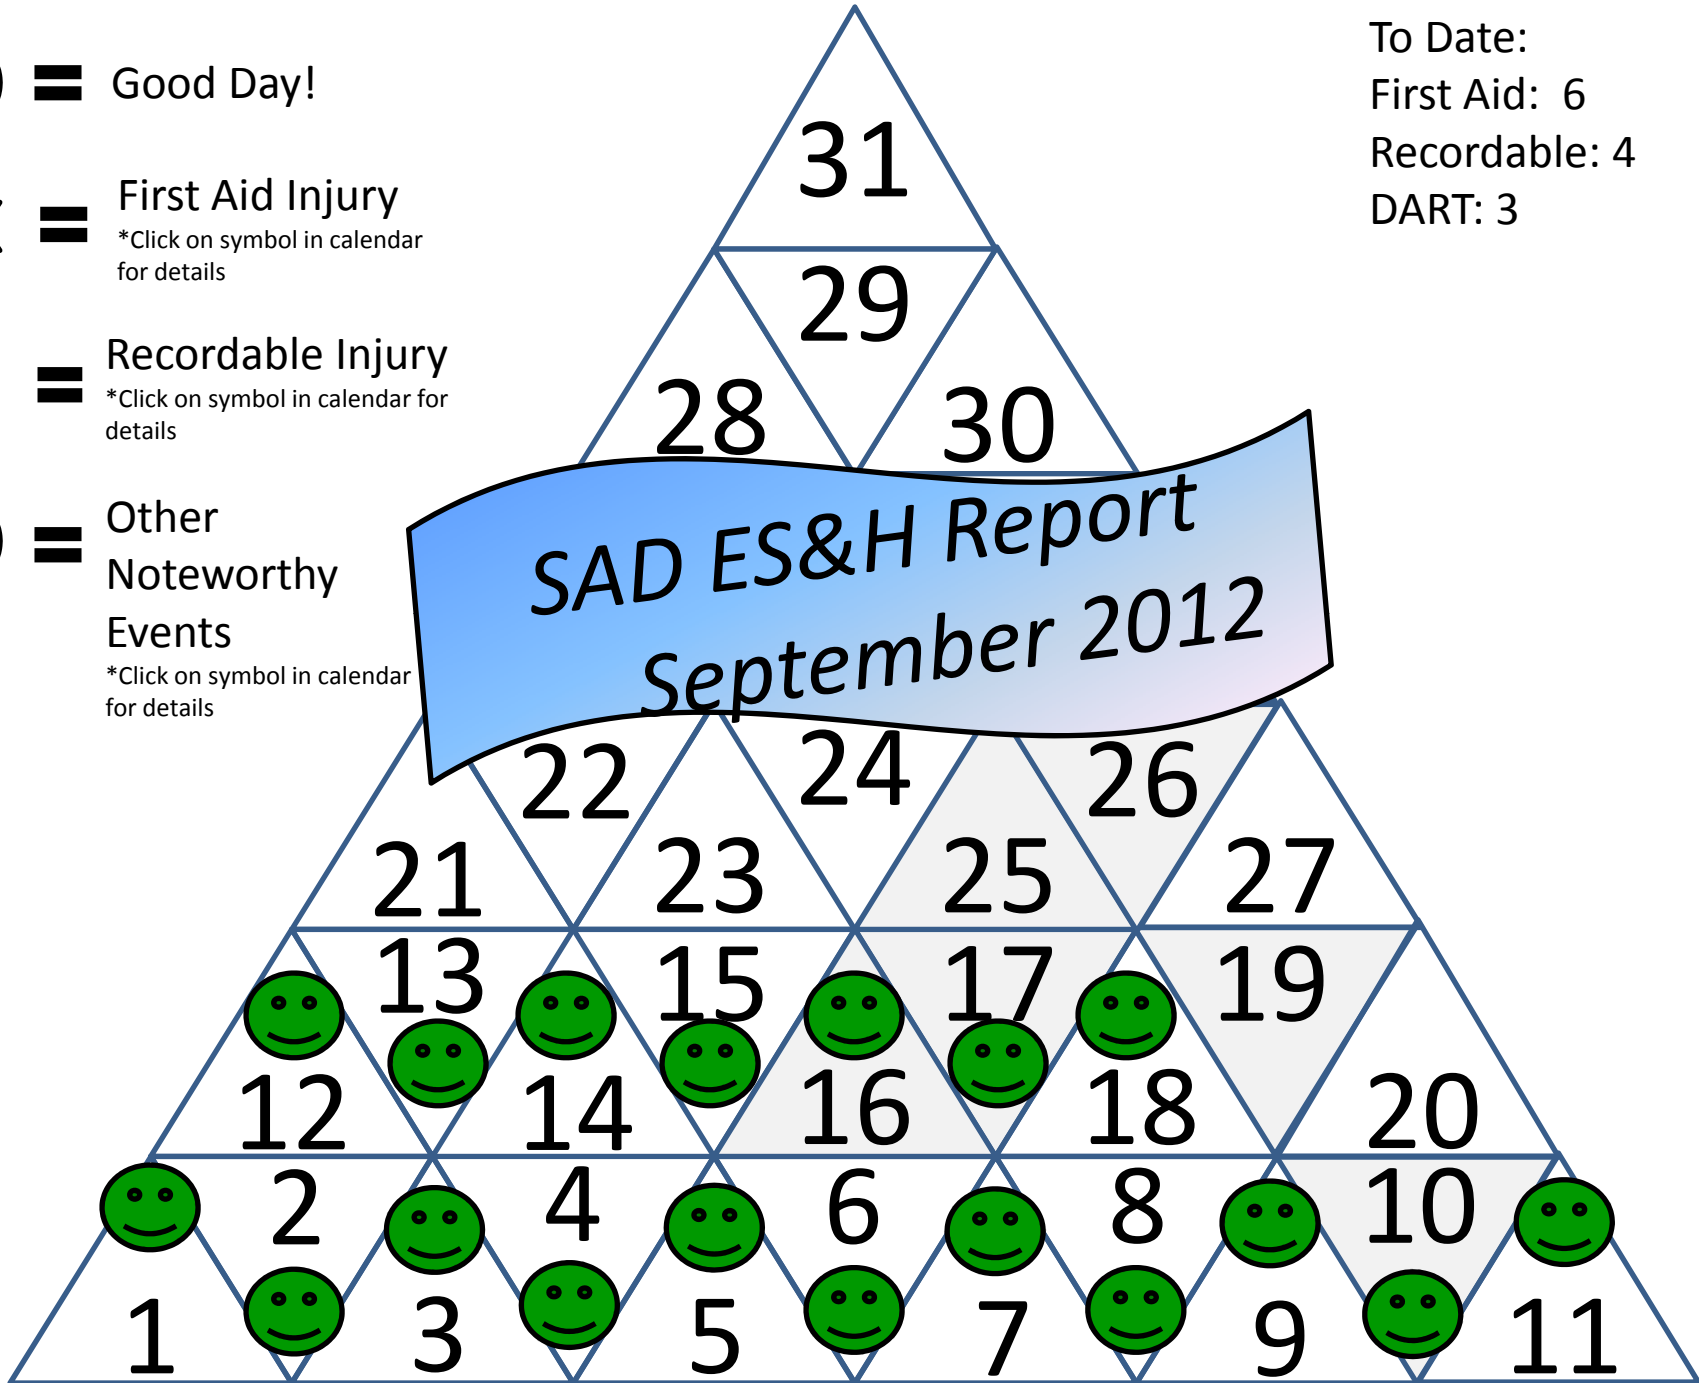 = Good Day!
= First Aid Injury
*Click on symbol in calendar
for details
= Recordable Injury
*Click on symbol in calendar for
details
= Other
Noteworthy
Events
*Click on symbol in calendar
for details
To Date:
First Aid: 6
Recordable: 4
DART: 3
31
29
28 30
SAD ES&H Report
September 2012
22 24 26
21 23 25 27
13 15 17 19
12 14 16 18 20
2 4 6 8 10
1 3 5 7 9 11